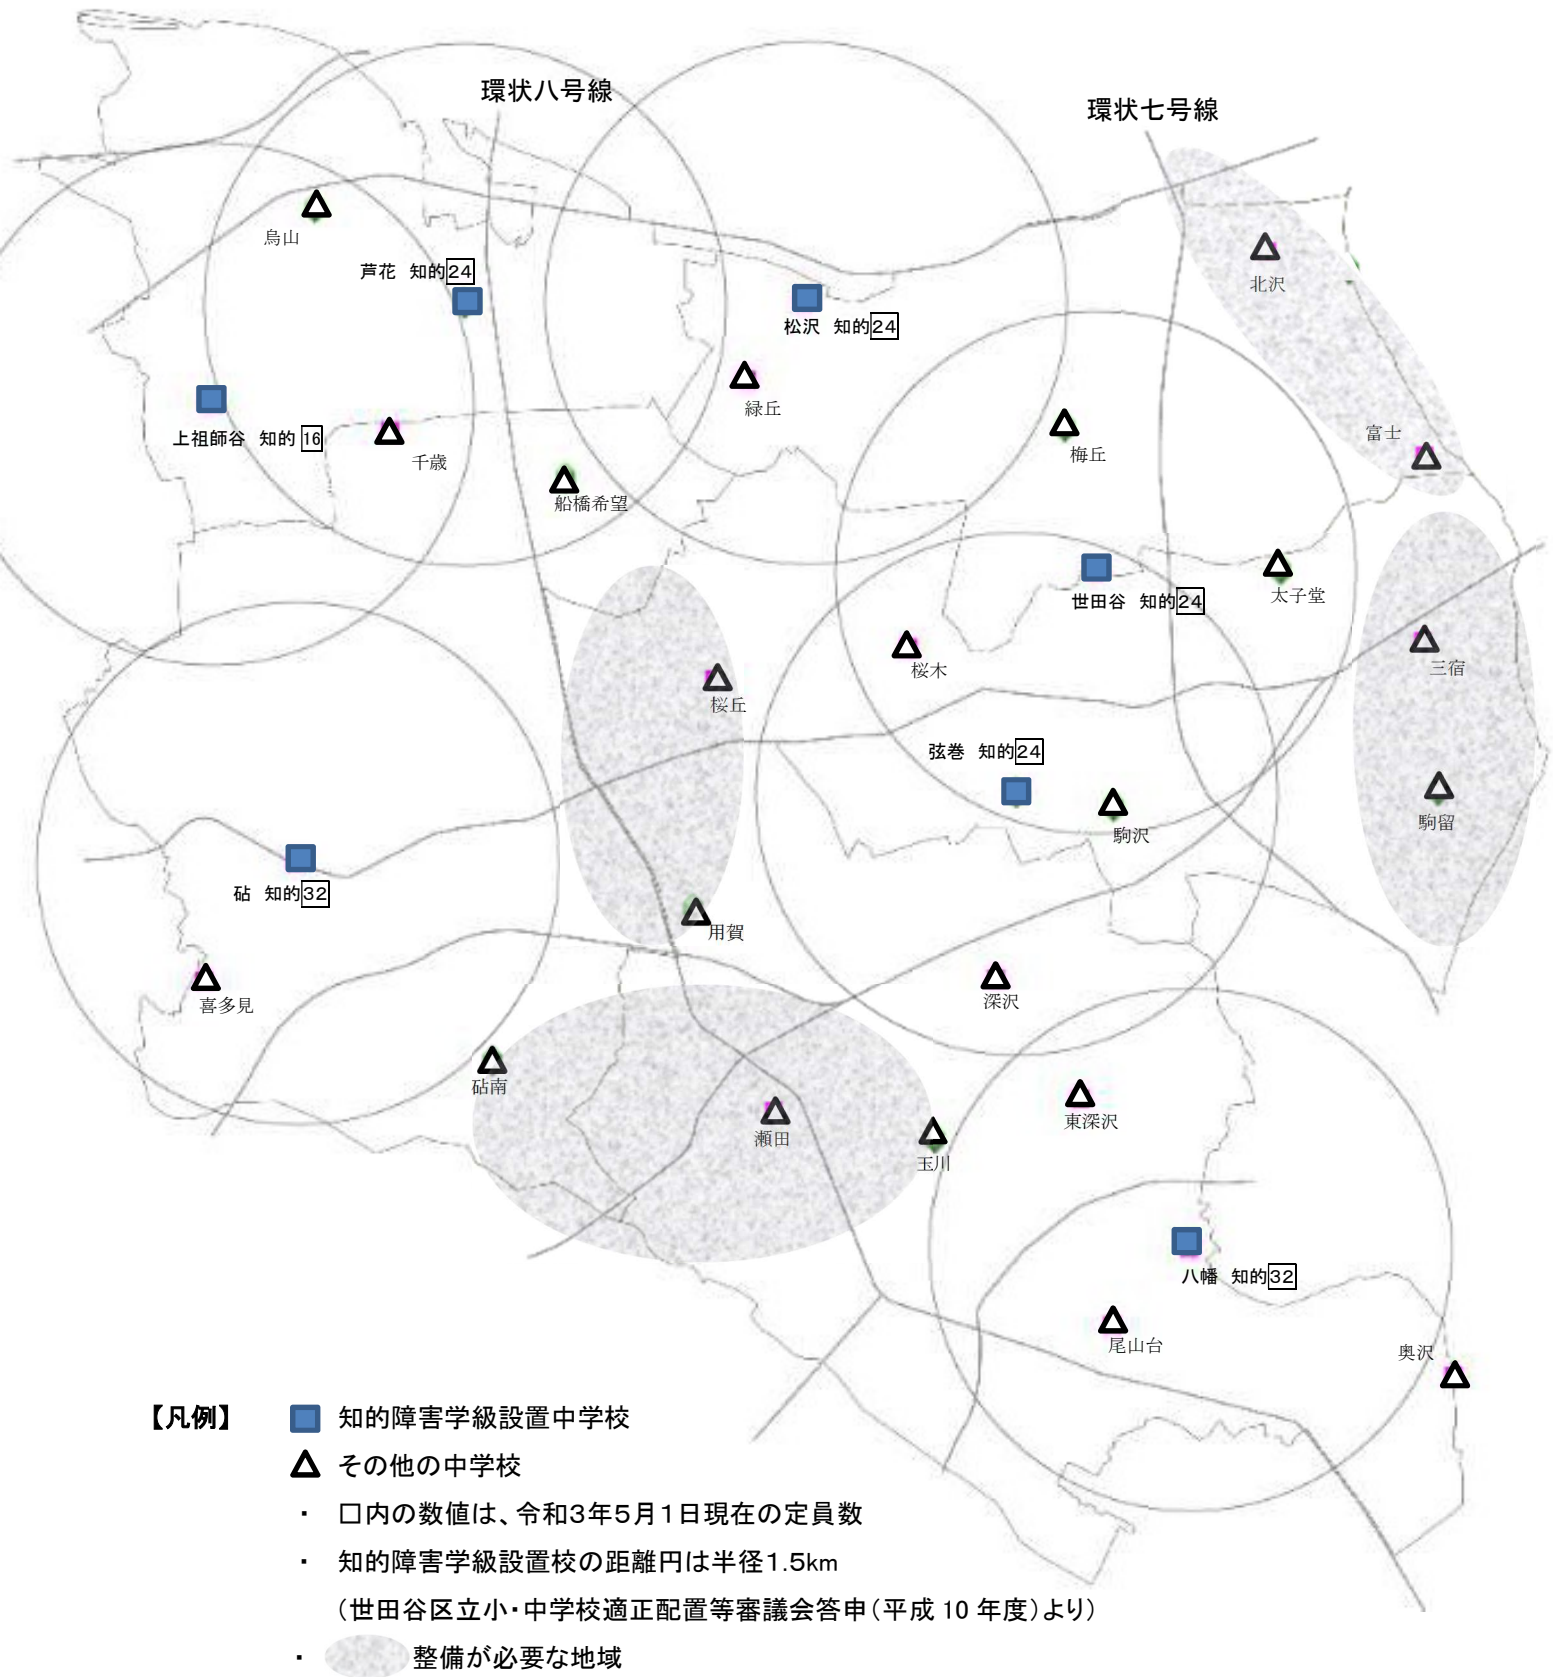 環状八号線
環状七号線
烏山
芦花 知的24
北沢
松沢 知的24
緑丘
上祖師谷 知的 16
千歳
梅丘
富士
船橋希望
世田谷 知的24
太子堂
桜木
三宿
桜丘
弦巻 知的24
駒沢
駒留
砧 知的32
用賀
喜多見
深沢
砧南
瀬田
東深沢
玉川
八幡 知的32
尾山台
奥沢
【凡例】
知的障害学級設置中学校
その他の中学校
・ □内の数値は、令和3年5月1日現在の定員数
・ 知的障害学級設置校の距離円は半径1.5km
（世田谷区立小・中学校適正配置等審議会答申（平成 10 年度）より）
・ 整備が必要な地域